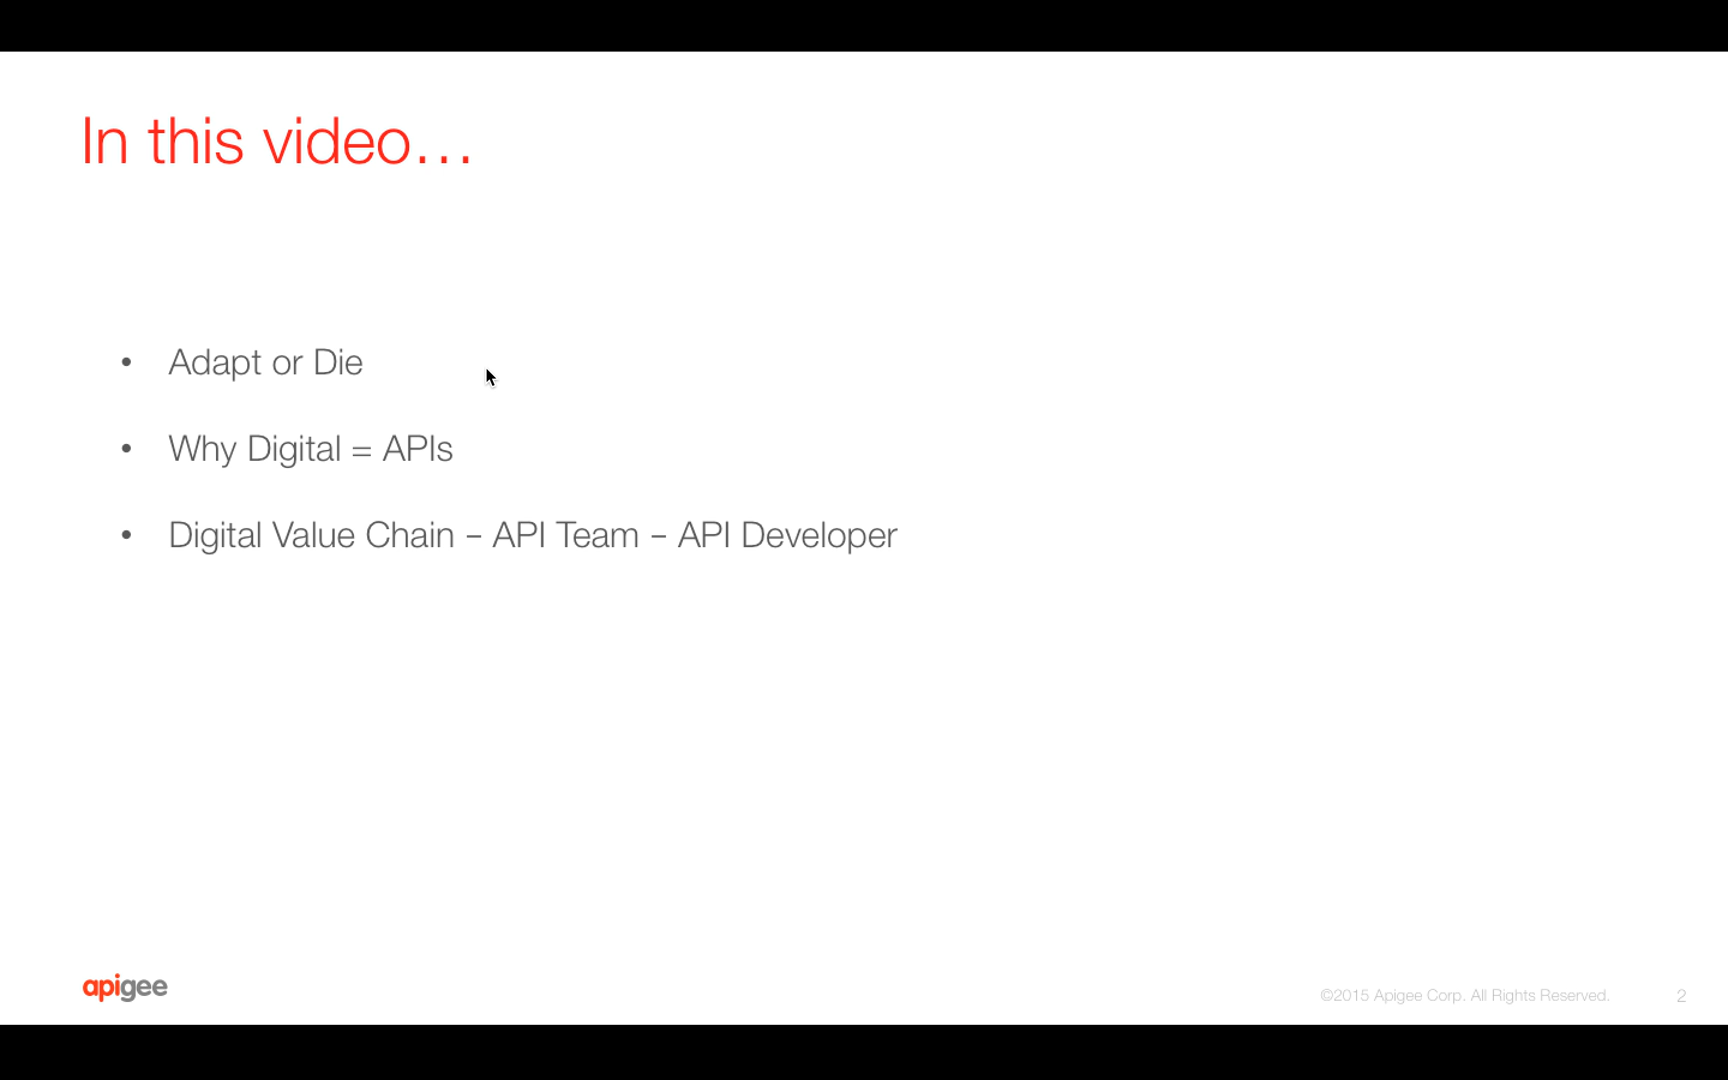 In this video…
• Adapt or Die
• Why Digital = APIs
• Digital Value Chain – API Team – API Developer
apigee
©2015 Apigee Corp. All Rights Reserved.
2